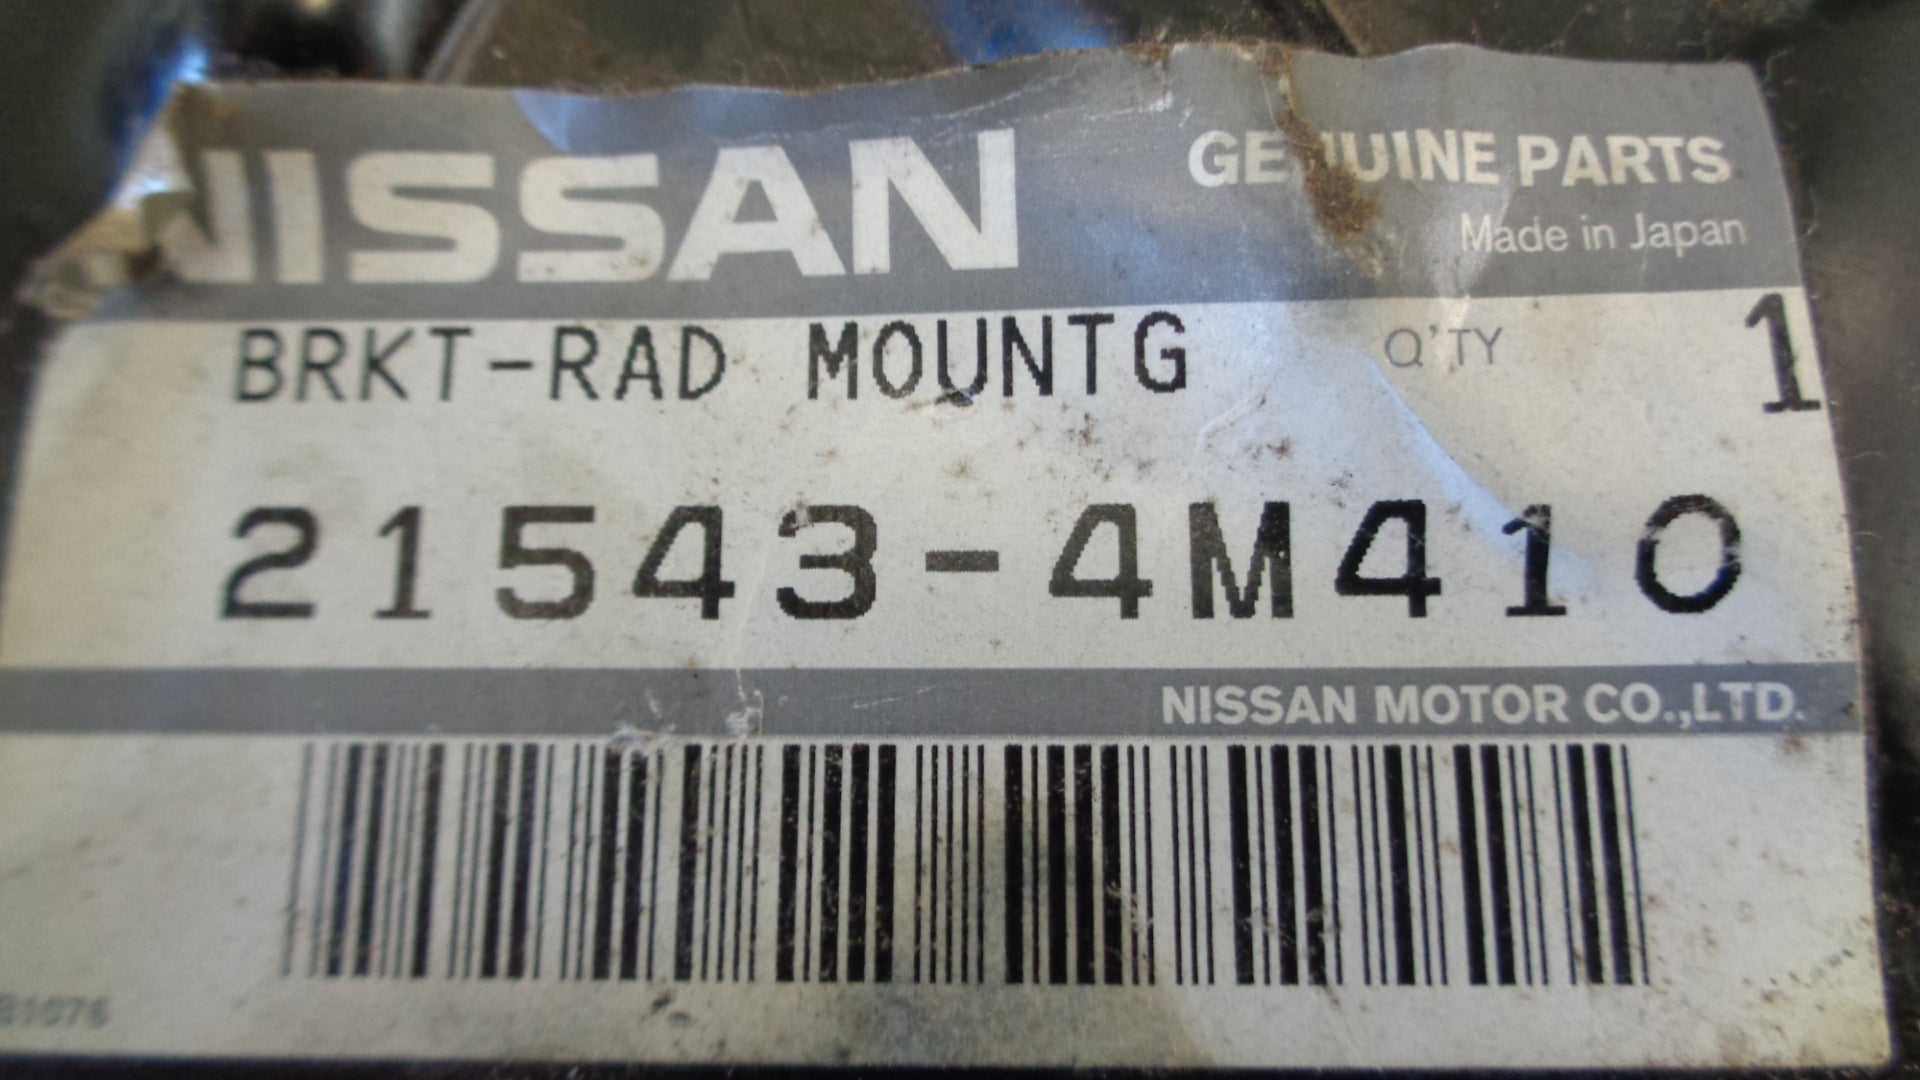 NISSAN GENUINE PARTS
Made in Japan
BRKT-RAD MOUNTG Q'TY 1
21543-4M410
NISSAN MOTOR CO.,LTD.